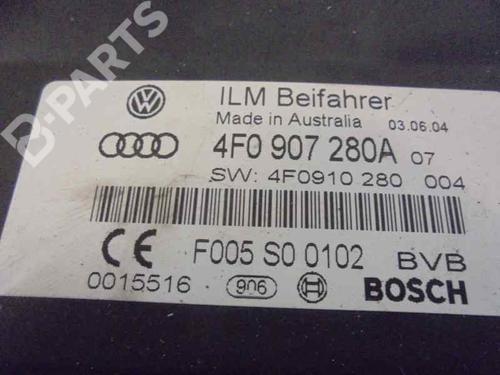 B-PARTS
ILM Beifahrer
Made in Australia 03.06.04
4F0 907 280A 07
SW: 4F0910 280 004
CE F005 S0 0102 BVB
0015516 906 BOSCH